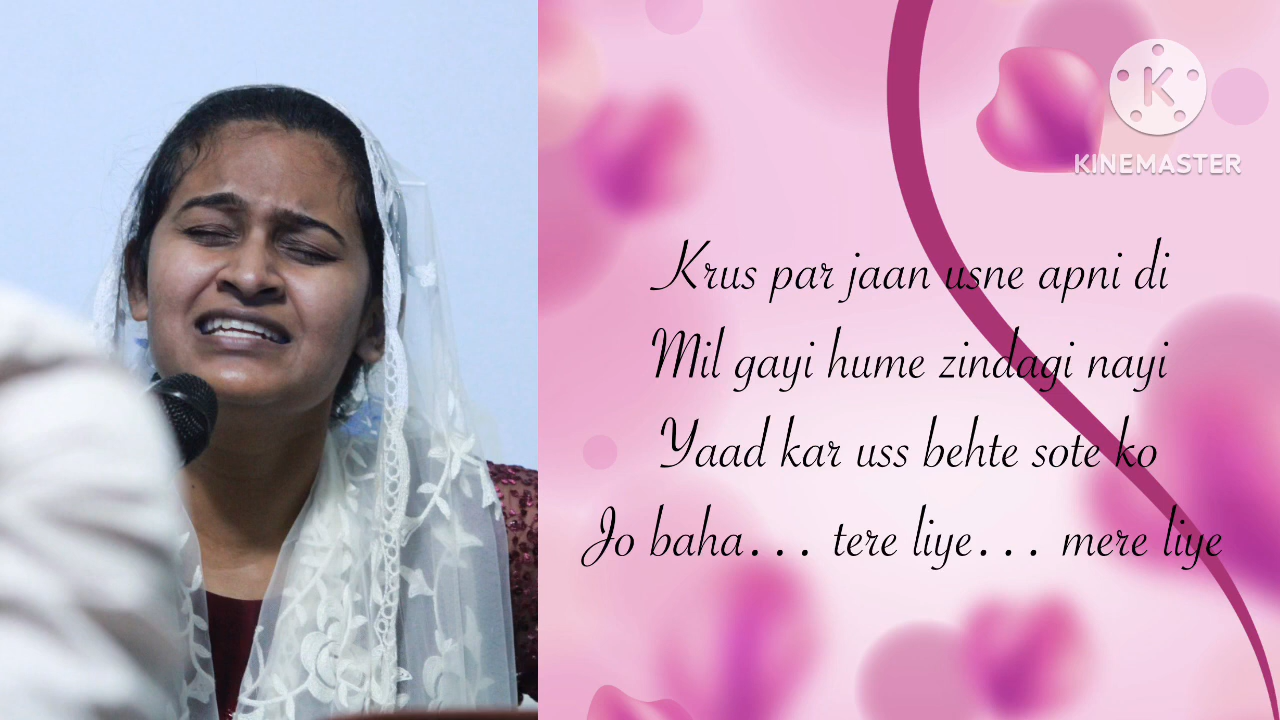 KINEMASTER
Krus par jaan usne apni di
Mil gayi hume zindagi nayi
Yaad kar uss behte sote ko
Jo baha... tere liye... mere liye